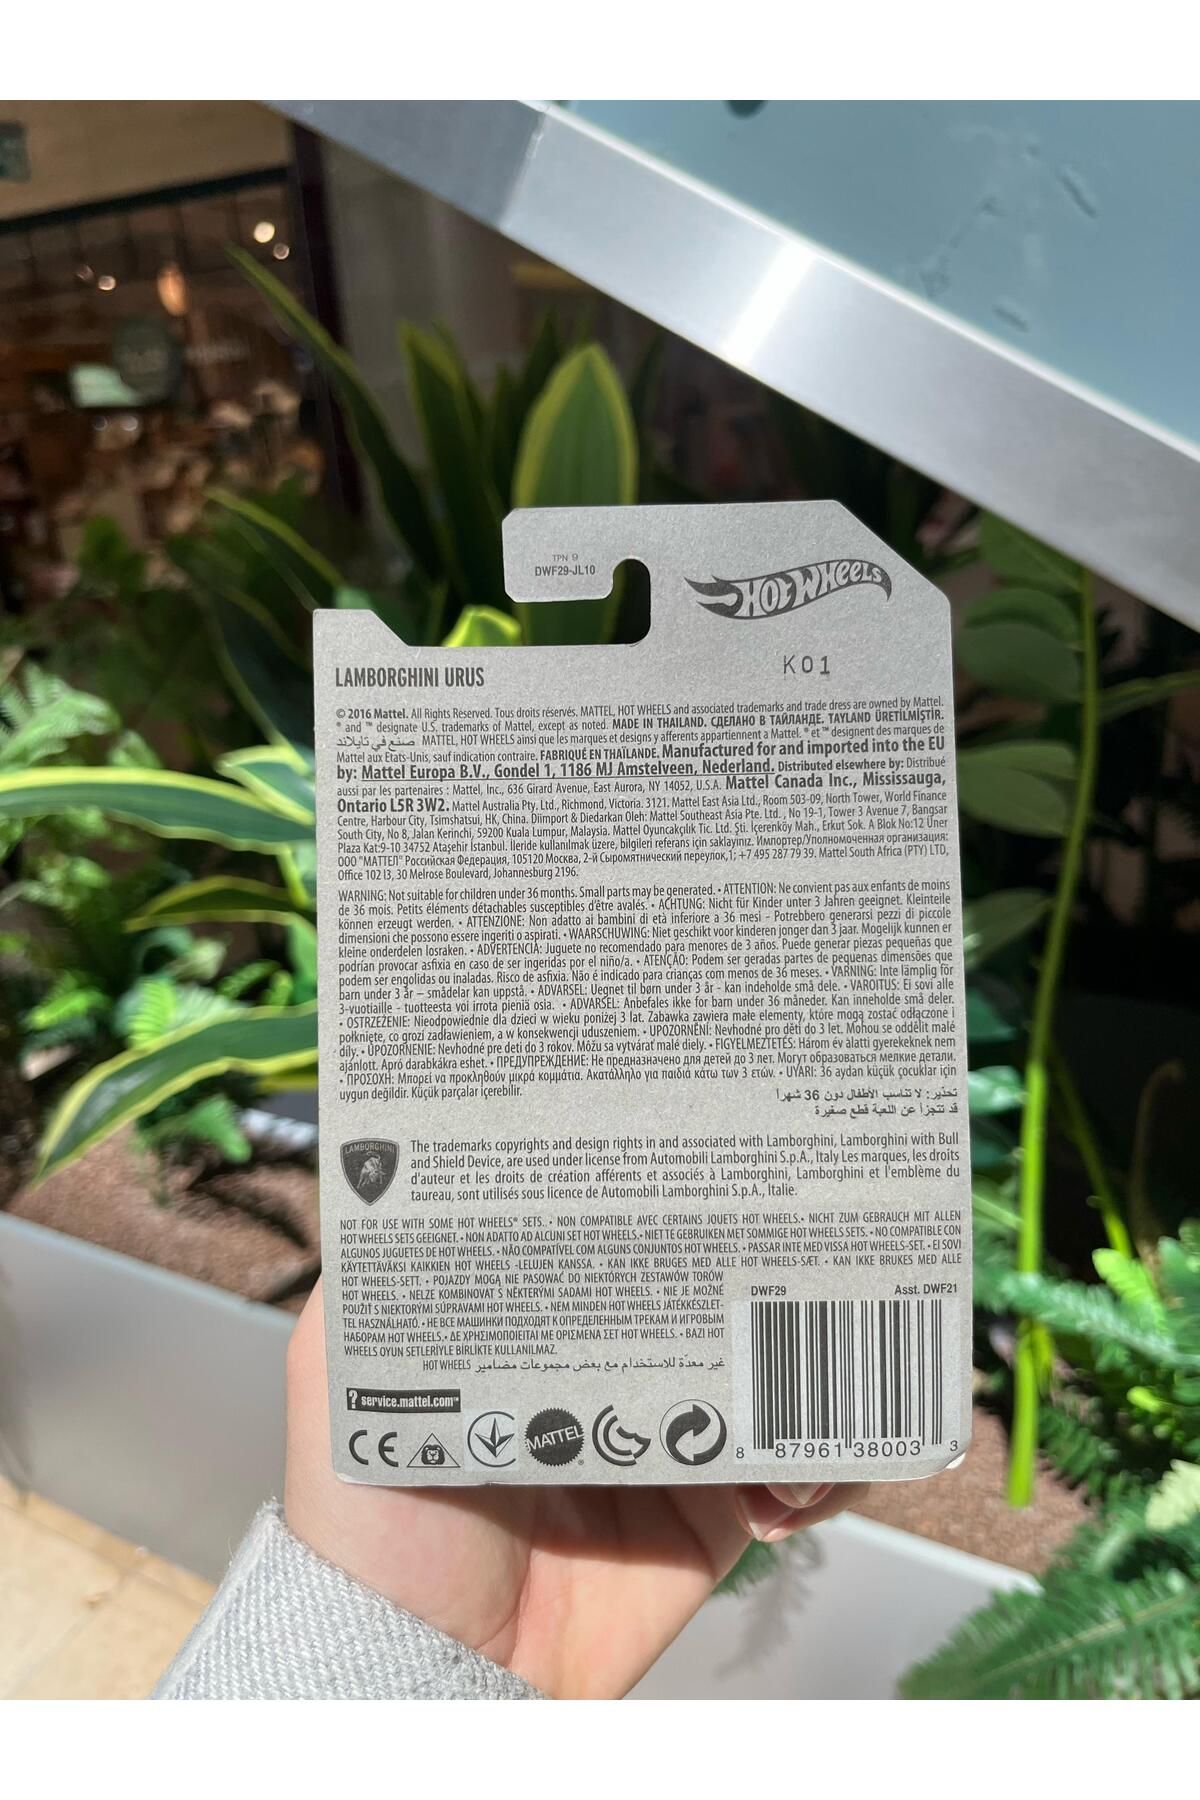 TPN 9
DWF29-JL10
HOT WHEELS
K01
LAMBORGHINI URUS
© 2016 Mattel. All Rights Reserved. Tous droits réservés. MATTEL, HOT WHEELS and associated trademarks and trade dress are owned by Mattel.
® and ™ designate U.S. trademarks of Mattel, except as noted. MADE IN THAILAND. СДЕЛАНО В ТАЙЛАНДЕ. TAYLAND ÜRETİLMİŞTİR.
صنع في تايلاند MATTEL, HOT WHEELS ainsi que les marques et designs y afferents appartiennent a Mattel. ® et ™ designent des marques de
Mattel aux États-Unis, sauf indication contraire. FABRIQUÉ EN THAÏLANDE. Manufactured for and imported into the EU
by: Mattel Europa B.V., Gondel 1, 1186 MJ Amstelveen, Nederland. Distributed elsewhere by: Distribué
aussi par les partenaires : Mattel, Inc., 636 Girard Avenue, East Aurora, NY 14052, U.S.A. Mattel Canada Inc., Mississauga,
Ontario L5R 3W2. Mattel Australia Pty. Ltd., Richmond, Victoria. 3121. Mattel East Asia Ltd., Room 503-09, North Tower, World Finance
Centre, Harbour City, Tsimshatsui, HK, China. Diimport & Diedarkan Oleh: Mattel Southeast Asia Pte. Ltd. , No 19-1, Tower 3 Avenue 7, Bangsar
South City, No 8, Jalan Kerinchi, 59200 Kuala Lumpur, Malaysia. Mattel Oyuncakçılık Tic. Ltd. Şti. İçerenköy Mah., Erkut Sok. A Blok No:12 Üner
Plaza Kat:9-10 34752 Ataşehir İstanbul. İleride kullanılmak üzere, bilgileri referans için saklayınız. Импортер/Уполномоченная организация:
ООО "МАТТЕЛ" Российская Федерация, 105120 Москва, 2-й Сыромятнический переулок,1; +7 495 287 79 39. Mattel South Africa (PTY) LTD,
Office 102 I3, 30 Melrose Boulevard, Johannesburg 2196.
WARNING: Not suitable for children under 36 months. Small parts may be generated. • ATTENTION: Ne convient pas aux enfants de moins
de 36 mois. Petits éléments détachables susceptibles d'être avalés. • ACHTUNG: Nicht für Kinder unter 3 Jahren geeignet. Kleinteile
können erzeugt werden. • ATTENZIONE: Non adatto ai bambini di età inferiore a 36 mesi - Potrebbero generarsi pezzi di piccole
dimensioni che possono essere ingeriti o aspirati. • WAARSCHUWING: Niet geschikt voor kinderen jonger dan 3 jaar. Mogelijk kunnen er
kleine onderdelen losraken. • ADVERTENCIA: Juguete no recomendado para menores de 3 años. Puede generar piezas pequeñas que
podrían provocar asfixia en caso de ser ingeridas por el niño/a. • ATENÇÃO: Podem ser geradas partes de pequenas dimensões que
podem ser engolidas ou inaladas. Risco de asfixia. Não é indicado para crianças com menos de 36 meses. • VARNING: Inte lämplig för
barn under 3 år – smådelar kan uppstå. • ADVARSEL: Uegnet til børn under 3 år - kan indeholde små dele. • VAROITUS: Ei sovi alle
3-vuotiaille - tuotteesta voi irrota pieniä osia. • ADVARSEL: Anbefales ikke for barn under 36 måneder. Kan inneholde små deler.
• OSTRZEŻENIE: Nieodpowiednie dla dzieci w wieku poniżej 3 lat. Zabawka zawiera małe elementy, które mogą zostać odłączone i
połknięte, co grozi zadławieniem, a w konsekwencji uduszeniem. • UPOZORNĚNÍ: Nevhodné pro děti do 3 let. Mohou se oddělit malé
díly. • UPOZORNENIE: Nevhodné pre deti do 3 rokov. Môžu sa vytvárať malé diely. • FIGYELMEZTETÉS: Három év alatti gyerekeknek nem
ajánlott. Apró darabkákra eshet. • ПРЕДУПРЕЖДЕНИЕ: Не предназначено для детей до 3 лет. Могут образоваться мелкие детали.
• ΠΡΟΣΟΧΗ: Μπορεί να προκληθούν μικρά κομμάτια. Ακατάλληλο για παιδιά κάτω των 3 ετών. • UYARI: 36 aydan küçük çocuklar için
uygun değildir. Küçük parçalar içerebilir.
تحذير: لا تناسب الأطفال دون 36 شهراً
قد تتجزأ عن اللعبة قطع صغيرة
LAMBORGHINI
The trademarks copyrights and design rights in and associated with Lamborghini, Lamborghini with Bull
and Shield Device, are used under license from Automobili Lamborghini S.p.A., Italy Les marques, les droits
d'auteur et les droits de création afférents et associés à Lamborghini, Lamborghini et l'emblème du
taureau, sont utilisés sous licence de Automobili Lamborghini S.p.A., Italie.
NOT FOR USE WITH SOME HOT WHEELS® SETS. • NON COMPATIBLE AVEC CERTAINS JOUETS HOT WHEELS.• NICHT ZUM GEBRAUCH MIT ALLEN
HOT WHEELS SETS GEEIGNET. • NON ADATTO AD ALCUNI SET HOT WHEELS.• NIET TE GEBRUIKEN MET SOMMIGE HOT WHEELS SETS. • NO COMPATIBLE CON
ALGUNOS JUGUETES DE HOT WHEELS. • NÃO COMPATÍVEL COM ALGUNS CONJUNTOS HOT WHEELS. • PASSAR INTE MED VISSA HOT WHEELS-SET. • EI SOVI
KÄYTETTÄVÄKSI KAIKKIEN HOT WHEELS -LELUJEN KANSSA. • KAN IKKE BRUGES MED ALLE HOT WHEELS-SÆT. • KAN IKKE BRUKES MED ALLE
HOT WHEELS-SETT. • POJAZDY MOGĄ NIE PASOWAĆ DO NIEKTÓRYCH ZESTAWÓW TORÓW
HOT WHEELS. • NELZE KOMBINOVAT S NĚKTERÝMI SADAMI HOT WHEELS. • NIE JE MOŽNÉ
POUŽIŤ S NIEKTORÝMI SÚPRAVAMI HOT WHEELS. • NEM MINDEN HOT WHEELS JÁTÉKKÉSZLET-
TEL HASZNÁLHATÓ. • НЕ ВСЕ МАШИНКИ ПОДХОДЯТ К ОПРЕДЕЛЕННЫМ ТРЕКАМ И ИГРОВЫМ
НАБОРАМ HOT WHEELS.• ΔΕ ΧΡΗΣΙΜΟΠΟΙΕΙΤΑΙ ΜΕ ΟΡΙΣΜΕΝΑ ΣΕΤ HOT WHEELS. • BAZI HOT
WHEELS OYUN SETLERİYLE BİRLİKTE KULLANILMAZ.
غير معدّة للاستخدام مع بعض مجموعات مضامير HOT WHEELS
DWF29 Asst. DWF21
? service.mattel.com™
CE
MATTEL
8 87961 38003 3